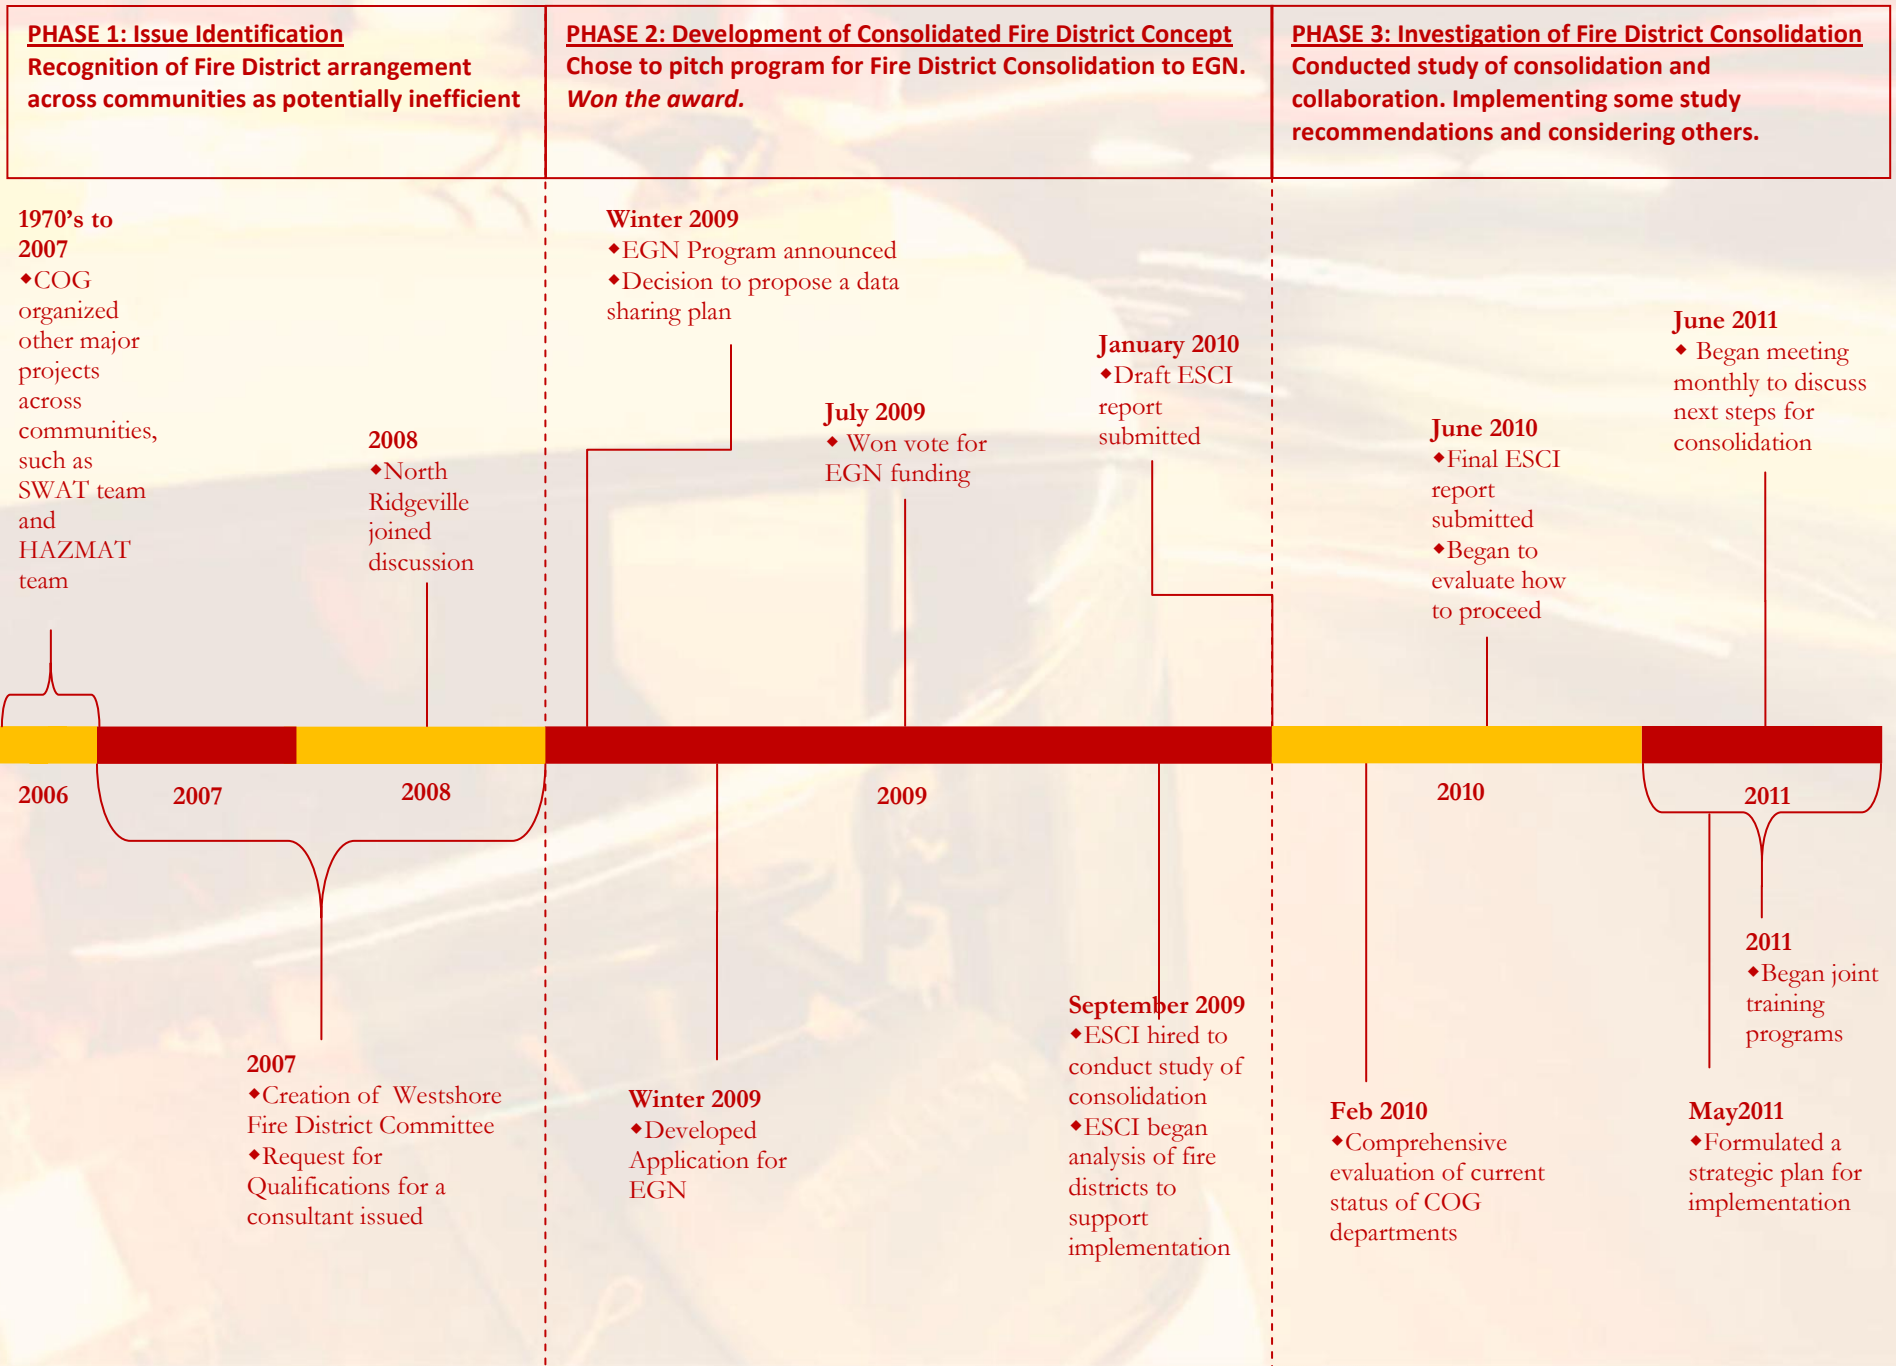 PHASE 1: Issue Identification
Recognition of Fire District arrangement
across communities as potentially inefficient
PHASE 2: Development of Consolidated Fire District Concept
Chose to pitch program for Fire District Consolidation to EGN.
Won the award.
PHASE 3: Investigation of Fire District Consolidation
Conducted study of consolidation and
collaboration. Implementing some study
recommendations and considering others.
1970's to
2007
◆COG
organized
other major
projects
across
communities,
such as
SWAT team
and
HAZMAT
team
2008
◆North
Ridgeville
joined
discussion
Winter 2009
◆EGN Program announced
◆Decision to propose a data
sharing plan
July 2009
◆ Won vote for
EGN funding
January 2010
◆Draft ESCI
report
submitted
June 2010
◆Final ESCI
report
submitted
◆Began to
evaluate how
to proceed
June 2011
◆ Began meeting
monthly to discuss
next steps for
consolidation
2006
2007
2008
2009
2010
2011
2007
◆Creation of Westshore
Fire District Committee
◆Request for
Qualifications for a
consultant issued
Winter 2009
◆Developed
Application for
EGN
September 2009
◆ESCI hired to
conduct study of
consolidation
◆ESCI began
analysis of fire
districts to
support
implementation
Feb 2010
◆Comprehensive
evaluation of current
status of COG
departments
May2011
◆Formulated a
strategic plan for
implementation
2011
◆Began joint
training
programs